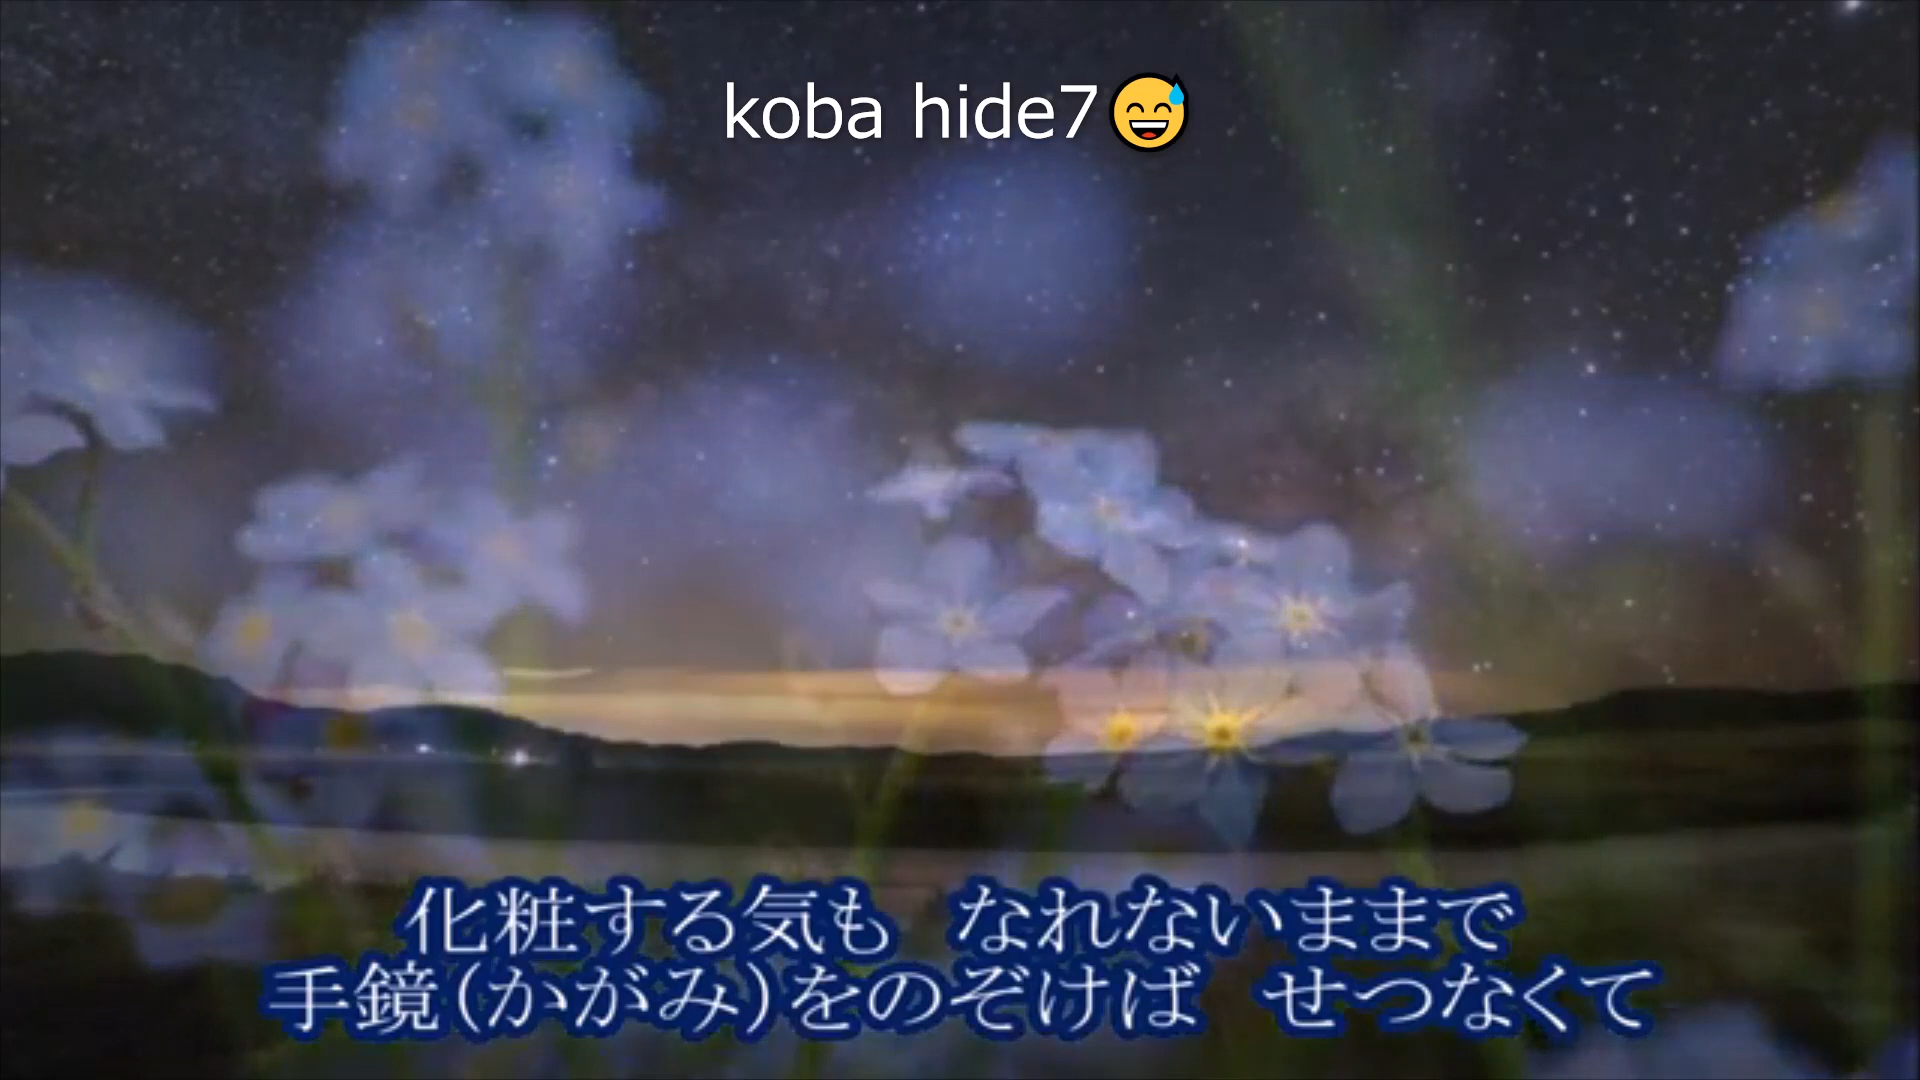 koba hide7😅
化粧する気も　なれないままで
手鏡(かがみ)をのぞけば　せつなくて